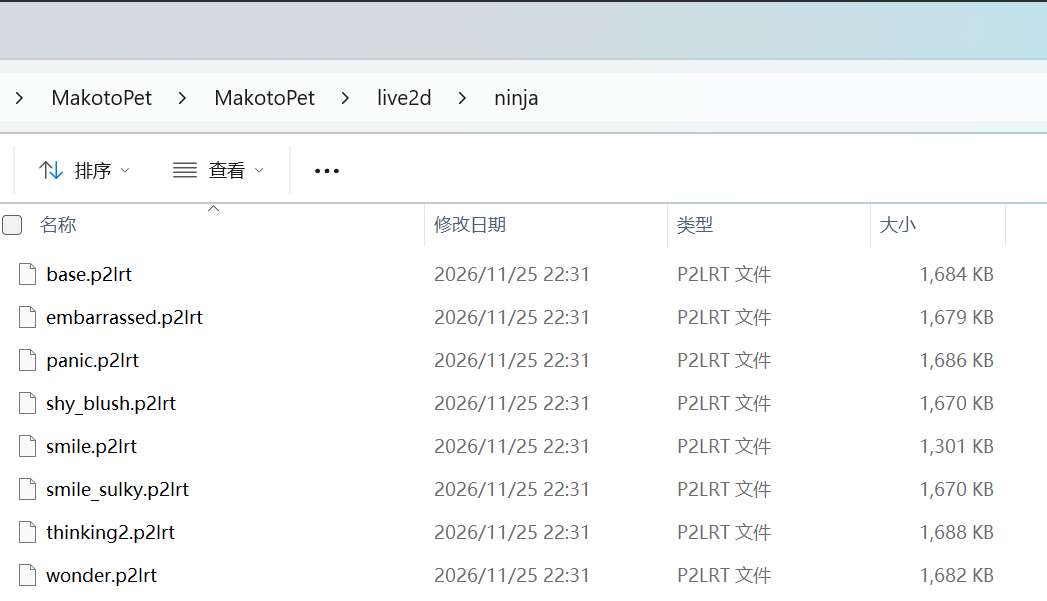 MakotoPet > MakotoPet > live2d > ninja
排序 查看 •••
名称 修改日期 类型 大小
base.p2lrt 2026/11/25 22:31 P2LRT 文件 1,684 KB
embarrassed.p2lrt 2026/11/25 22:31 P2LRT 文件 1,679 KB
panic.p2lrt 2026/11/25 22:31 P2LRT 文件 1,686 KB
shy_blush.p2lrt 2026/11/25 22:31 P2LRT 文件 1,670 KB
smile.p2lrt 2026/11/25 22:31 P2LRT 文件 1,301 KB
smile_sulky.p2lrt 2026/11/25 22:31 P2LRT 文件 1,670 KB
thinking2.p2lrt 2026/11/25 22:31 P2LRT 文件 1,688 KB
wonder.p2lrt 2026/11/25 22:31 P2LRT 文件 1,682 KB